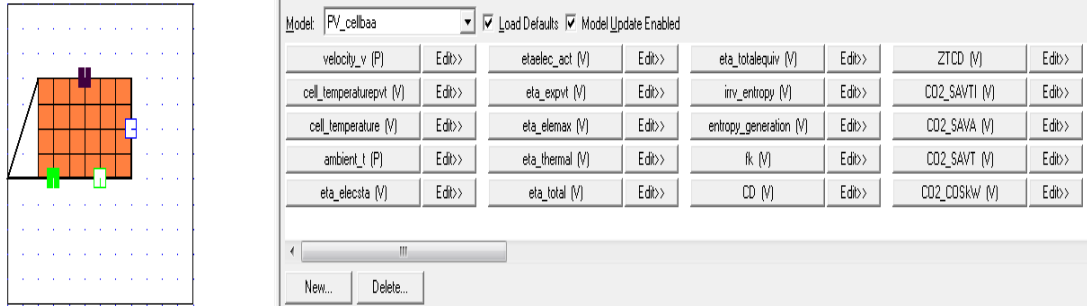 Model: PV_cellbaa Load Defaults Model Update Enabled
velocity_v (P) Edit>> etaelec_act (V) Edit>> eta_totalequiv (V) Edit>> ZTCD (V) Edit>>
cell_temperaturepvt (V) Edit>> eta_expvt (V) Edit>> irrv_entropy (V) Edit>> CO2_SAVTI (V) Edit>>
cell_temperature (V) Edit>> eta_elemax (V) Edit>> entropy_generation (V) Edit>> CO2_SAVA (V) Edit>>
ambient_t (P) Edit>> eta_thermal (V) Edit>> fk (V) Edit>> CO2_SAVT (V) Edit>>
eta_elecsta (V) Edit>> eta_total (V) Edit>> CD (V) Edit>> CO2_COSkW (V) Edit>>
New... Delete...